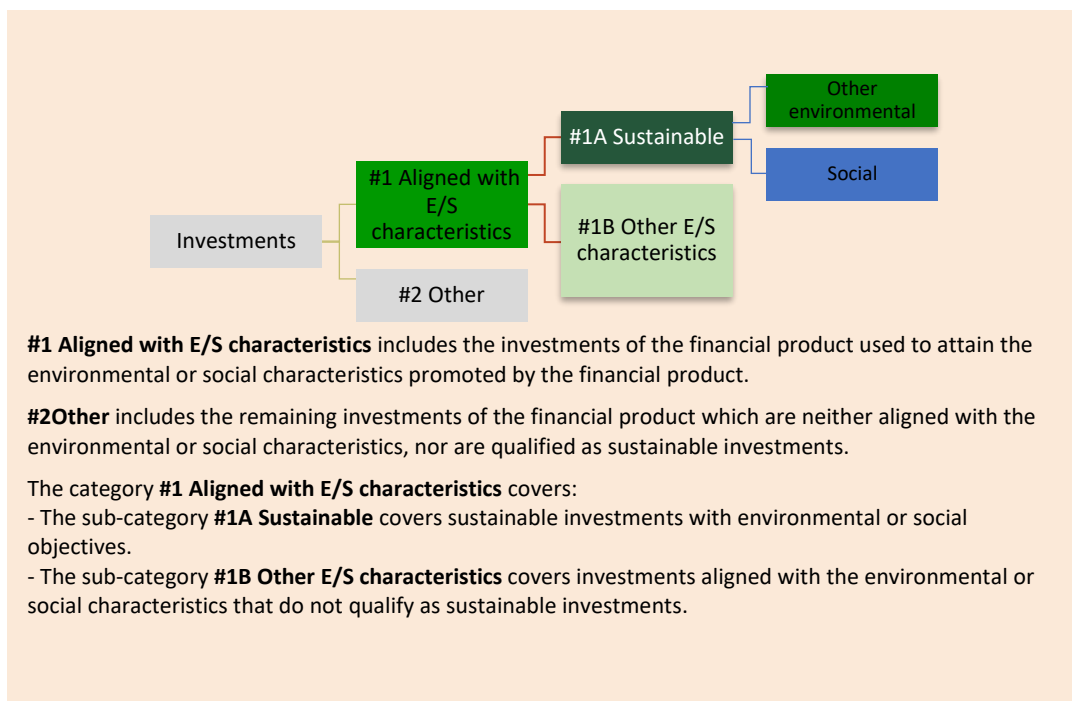 Other
environmental
#1A Sustainable
Social
#1 Aligned with
E/S
characteristics
#1B Other E/S
characteristics
Investments
#2 Other
#1 Aligned with E/S characteristics includes the investments of the financial product used to attain the
environmental or social characteristics promoted by the financial product.
#2Other includes the remaining investments of the financial product which are neither aligned with the
environmental or social characteristics, nor are qualified as sustainable investments.
The category #1 Aligned with E/S characteristics covers:
- The sub-category #1A Sustainable covers sustainable investments with environmental or social
objectives.
- The sub-category #1B Other E/S characteristics covers investments aligned with the environmental or
social characteristics that do not qualify as sustainable investments.